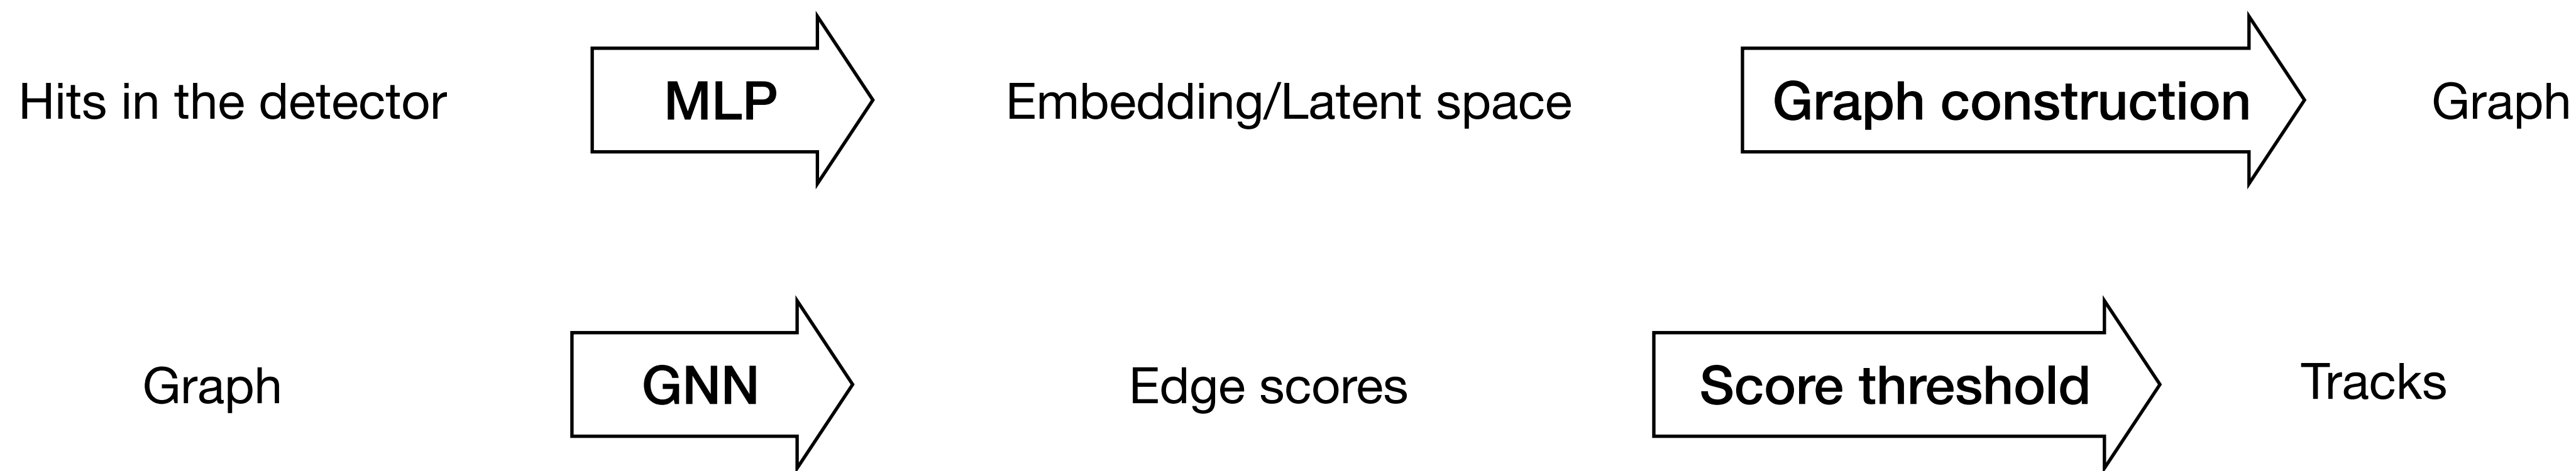 Hits in the detector MLP Embedding/Latent space Graph construction Graph
Graph GNN Edge scores Score threshold Tracks